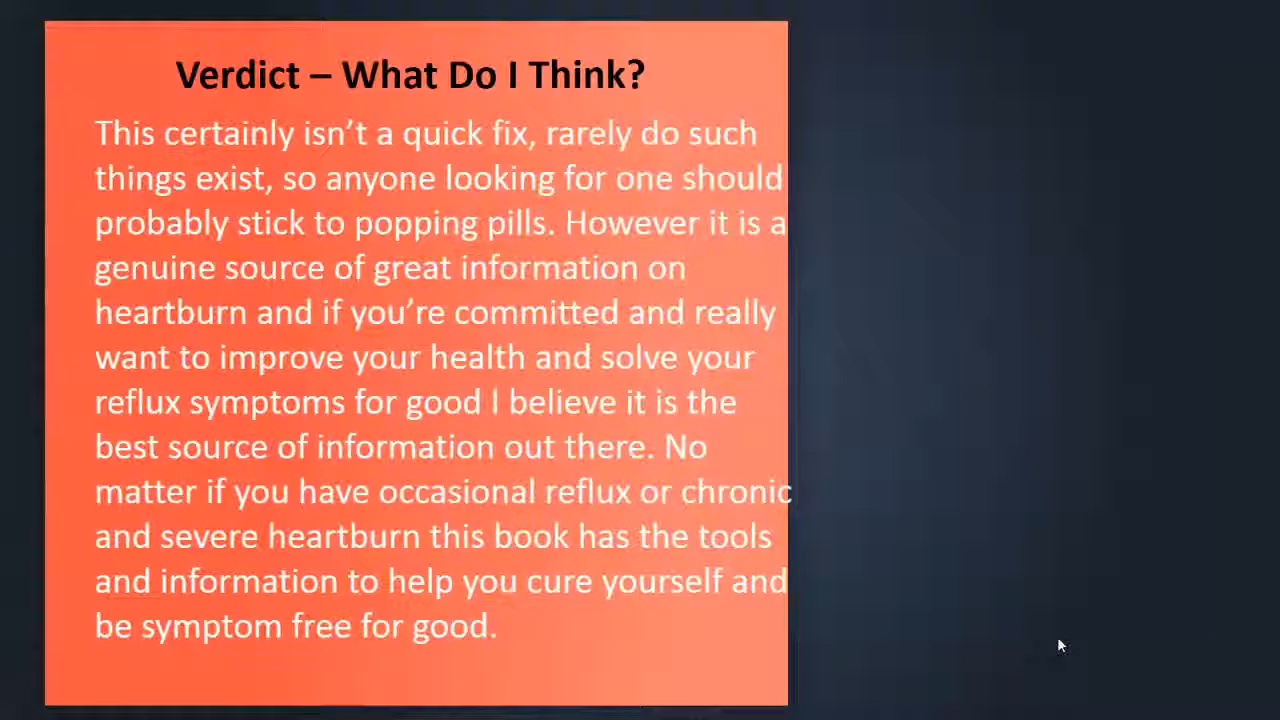 Verdict – What Do I Think?
This certainly isn’t a quick fix, rarely do such
things exist, so anyone looking for one should
probably stick to popping pills. However it is a
genuine source of great information on
heartburn and if you’re committed and really
want to improve your health and solve your
reflux symptoms for good I believe it is the
best source of information out there. No
matter if you have occasional reflux or chronic
and severe heartburn this book has the tools
and information to help you cure yourself and
be symptom free for good.